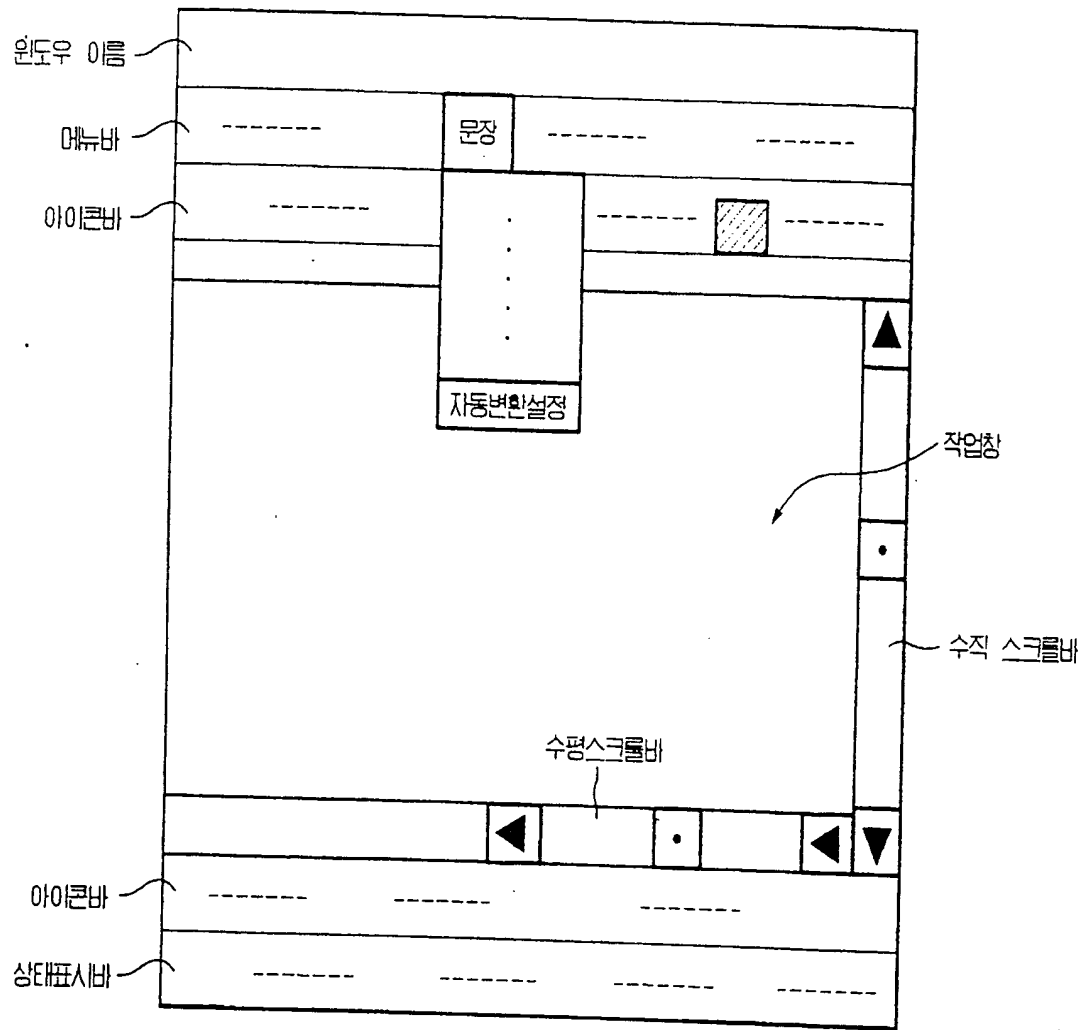 윈도우 이름
메뉴바
문장
아이콘바
자동변환설정
작업창
수직 스크롤바
수평스크롤바
아이콘바
상태표시바